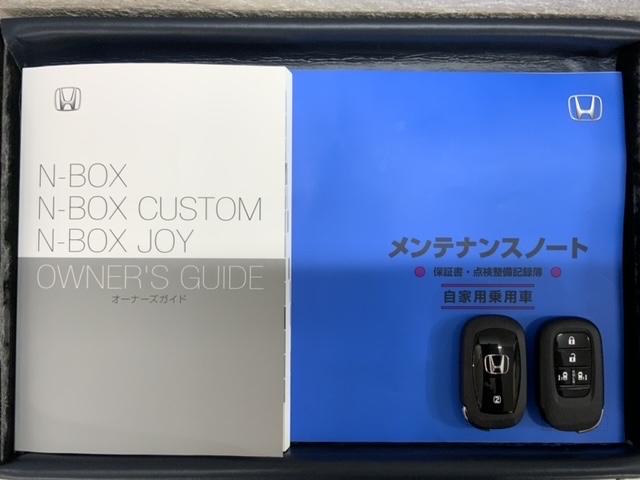 N-BOX
N-BOX CUSTOM
N-BOX JOY
OWNER'S GUIDE
オーナーズガイド
メンテナンスノート
保証書・点検整備記録簿
自家用乗用車
2